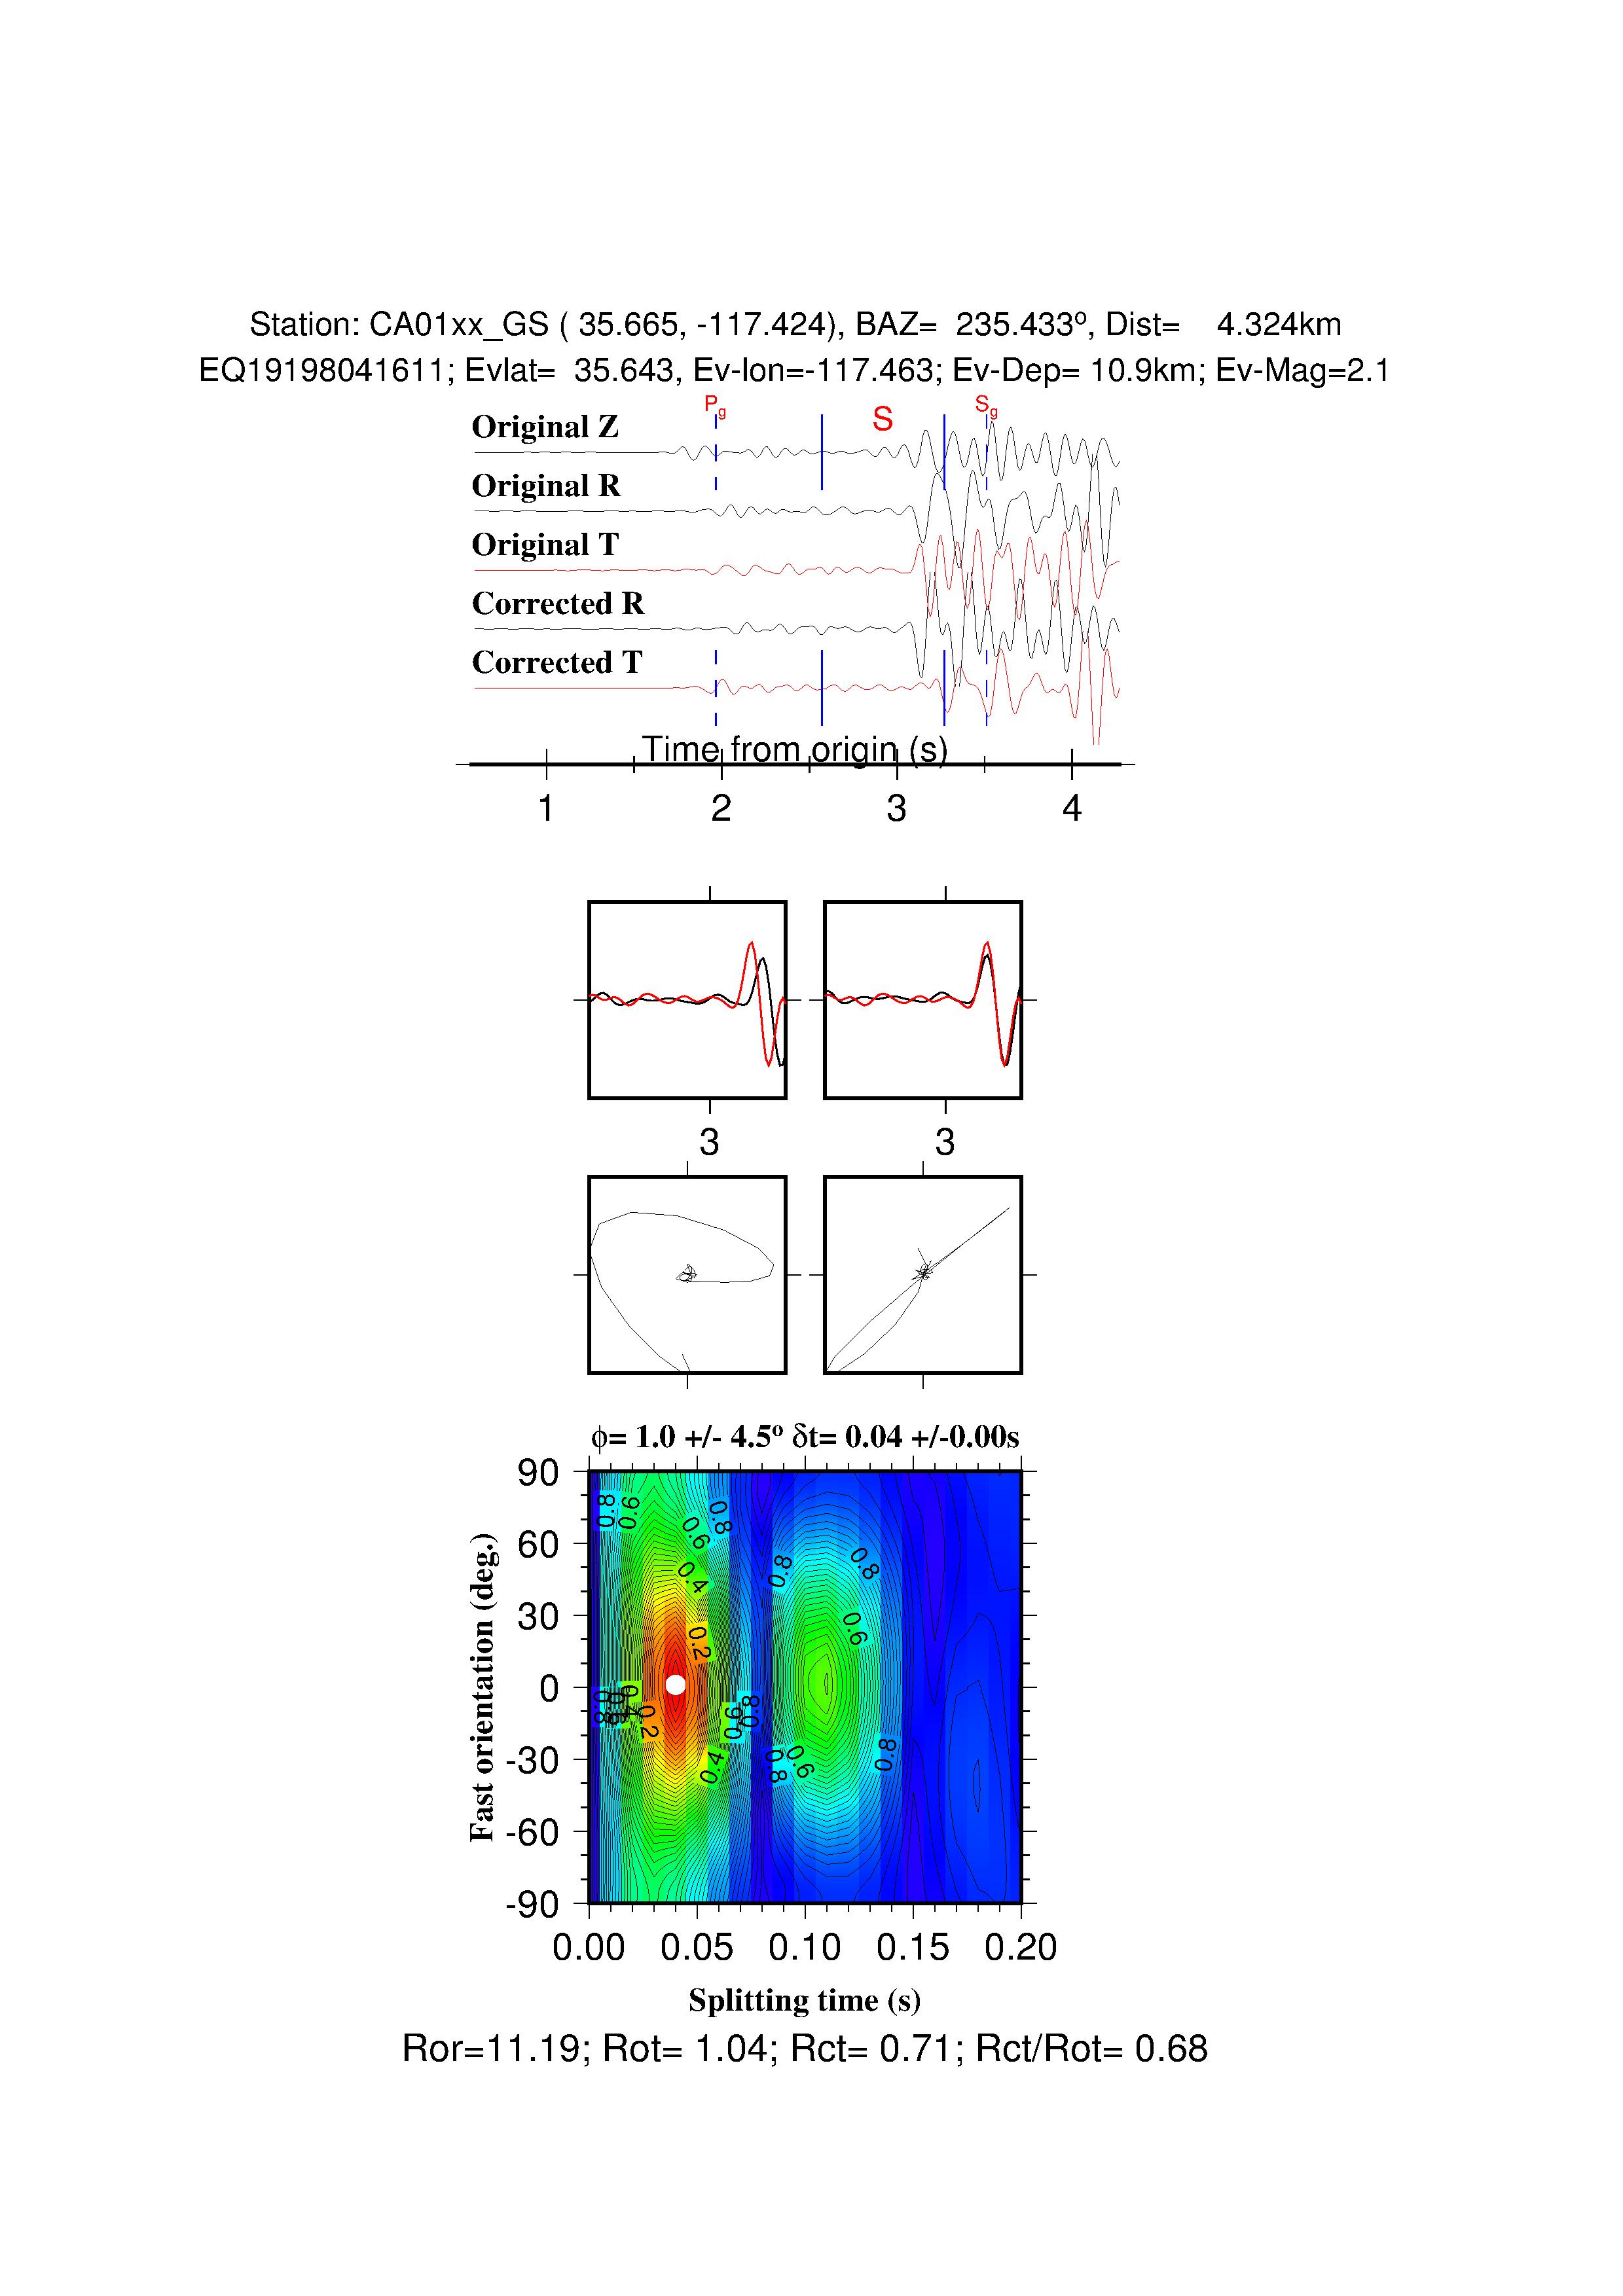 Station: CA01xx_GS ( 35.665, -117.424), BAZ=  235.433º, Dist=    4.324km
EQ19198041611; Evlat=  35.643, Ev-lon=-117.463; Ev-Dep= 10.9km; Ev-Mag=2.1
Pg S Sg
Original Z
Original R
Original T
Corrected R
Corrected T
Time from origin (s)
1 2 3 4
3 3
ϕ= 1.0 +/- 4.5º δt= 0.04 +/-0.00s
90
60
30
0
-30
-60
-90
Fast orientation (deg.)
0.8 0.6 0.8
0.6
0.4 0.8 0.8
0.2 0.6
0.8 0.6 0.4 0.2 0.6 0.8
0.4 0.8 0.6 0.8
0.00 0.05 0.10 0.15 0.20
Splitting time (s)
Ror=11.19; Rot= 1.04; Rct= 0.71; Rct/Rot= 0.68